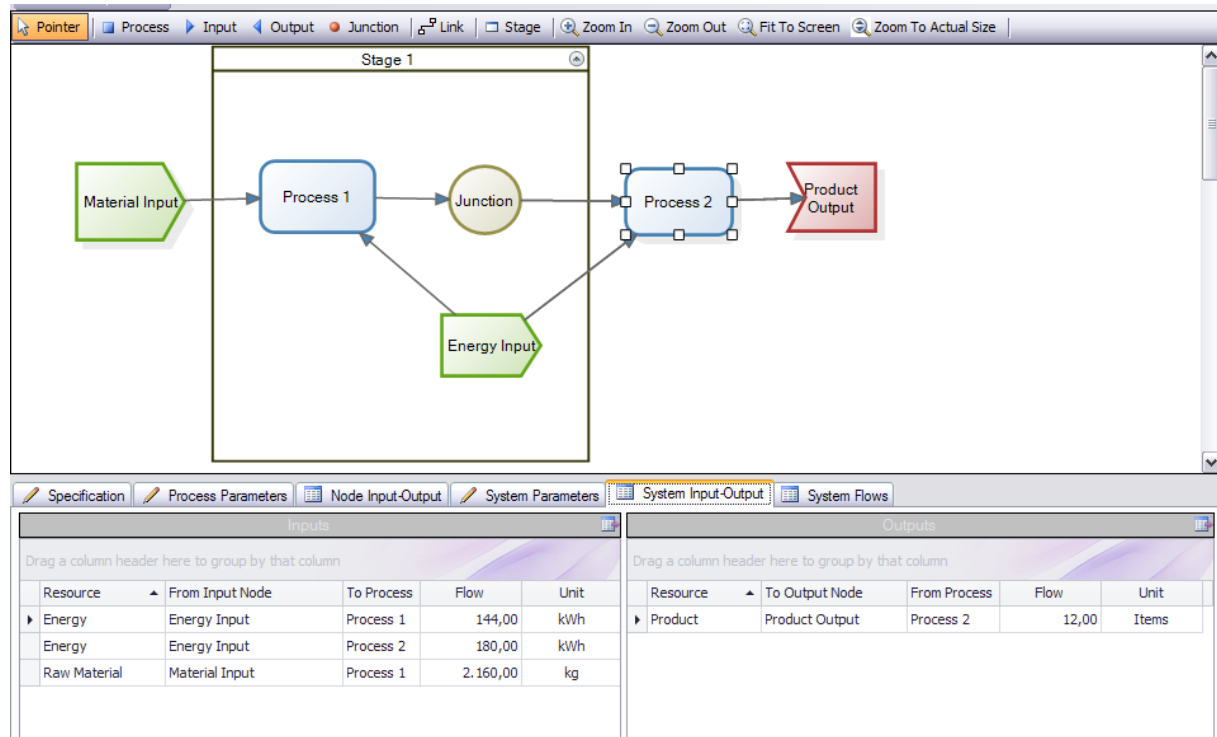 Pointer Process Input Output Junction Link Stage Zoom In Zoom Out Fit To Screen Zoom To Actual Size
Stage 1
Material Input
Process 1
Junction
Process 2
Product
Output
Energy Input
Specification Process Parameters Node Input-Output System Parameters System Input-Output System Flows
Inputs
Drag a column header here to group by that column
Resource From Input Node To Process Flow Unit
Energy Energy Input Process 1 144,00 kWh
Energy Energy Input Process 2 180,00 kWh
Raw Material Material Input Process 1 2.160,00 kg
Outputs
Drag a column header here to group by that column
Resource To Output Node From Process Flow Unit
Product Product Output Process 2 12,00 Items